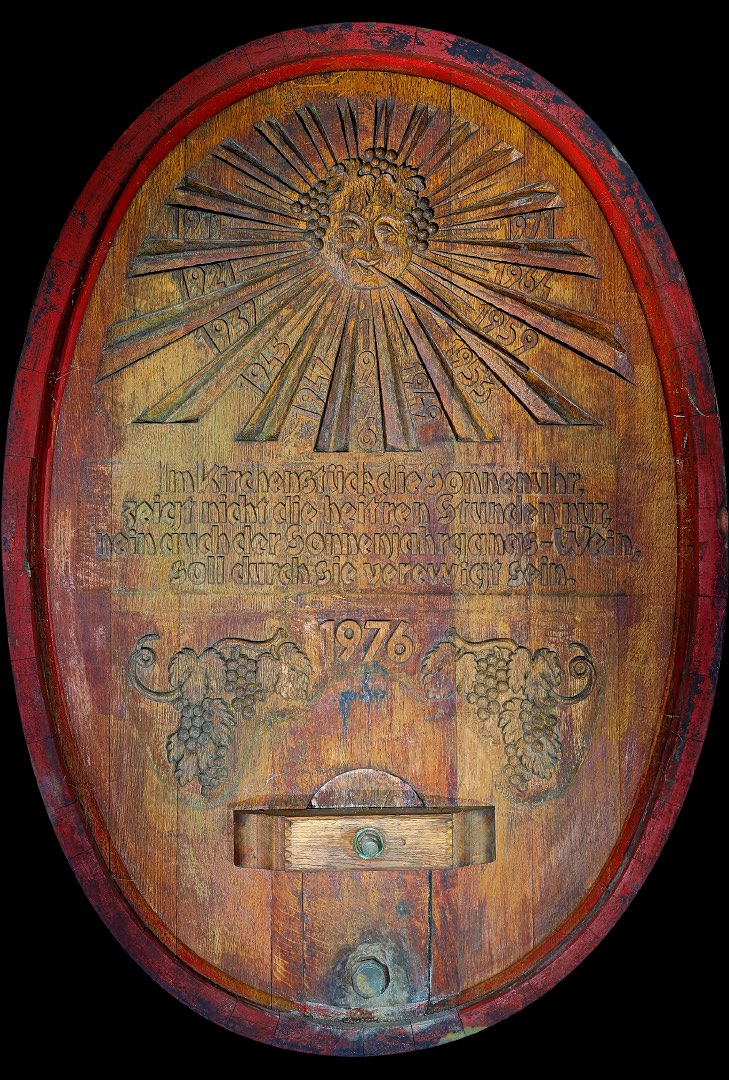 1911
1921
1937
1945
1947
1949
1953
1959
1964
1971
Im Kirchenstück die Sonnenuhr,
zeigt nicht die heit'ren Stunden nur,
nein auch der Sonnenjahrgangs-Wein,
soll durch sie verewigt sein.
1976